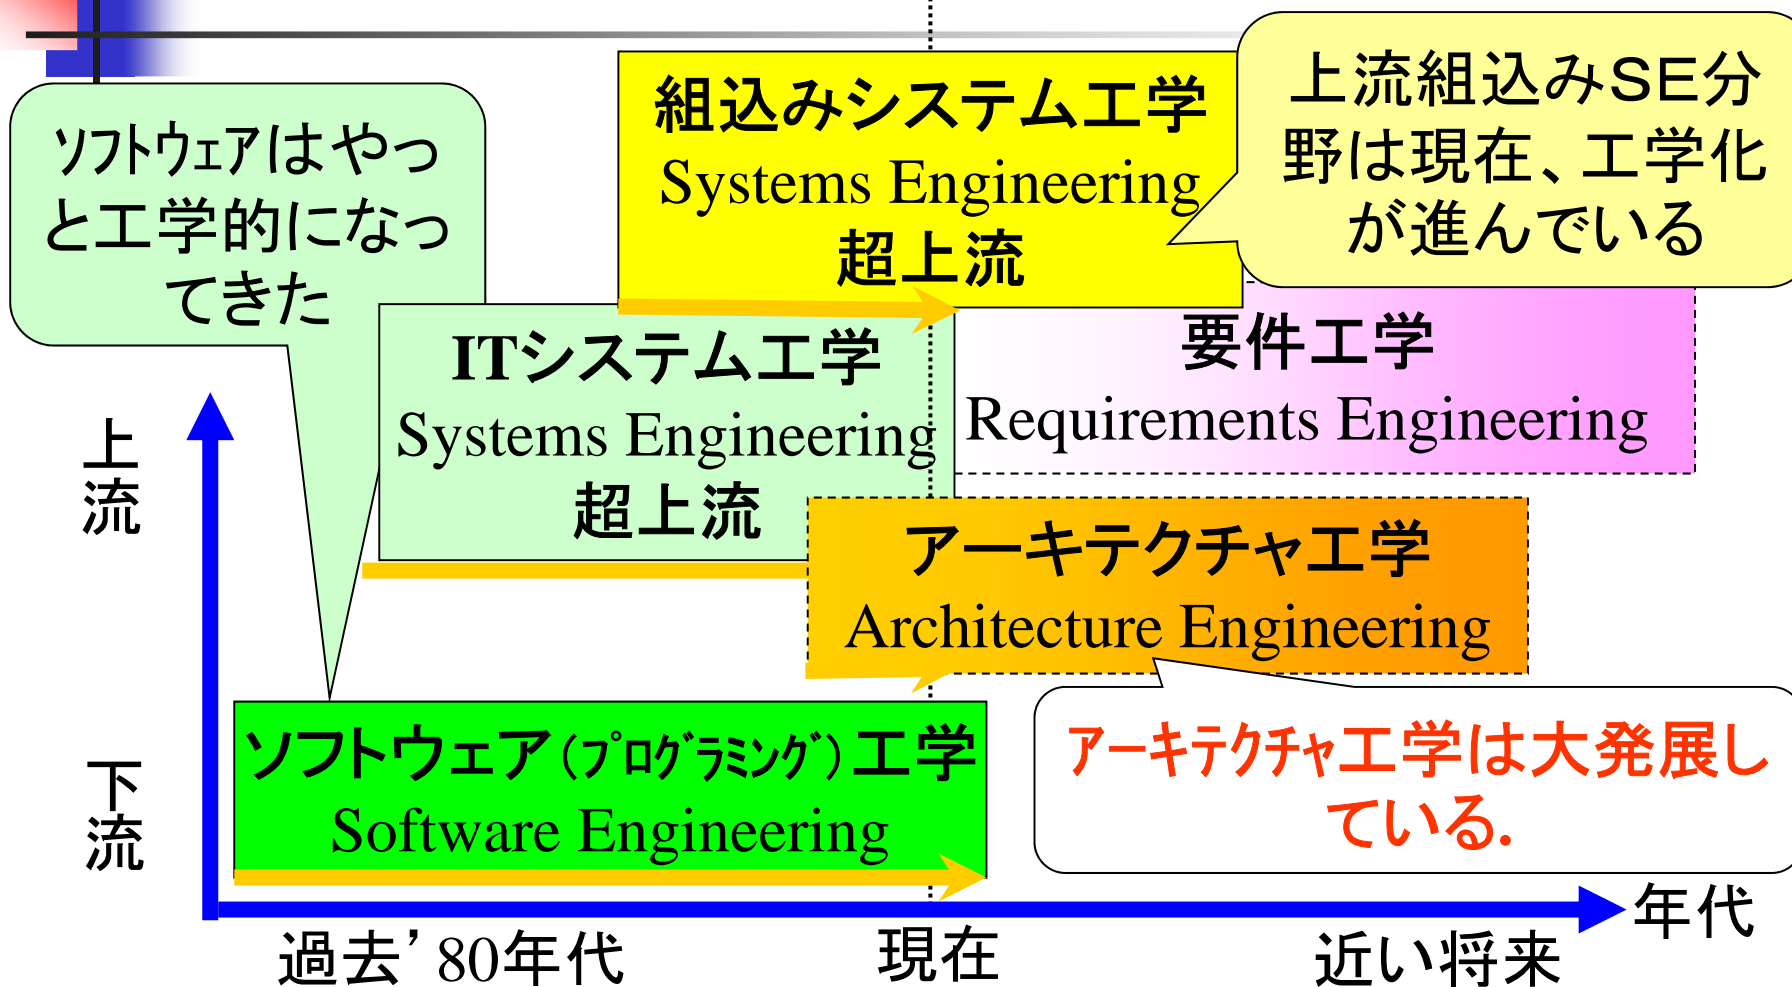 組込みシステム工学
Systems Engineering
超上流
上流組込みSE分
野は現在、工学化
が進んでいる
ソフトウェアはやっ
と工学的になっ
てきた
ITシステム工学
Systems Engineering
超上流
要件工学
Requirements Engineering
上流
アーキテクチャ工学
Architecture Engineering
ソフトウェア(プログラミング)工学
Software Engineering
アーキテクチャ工学は大発展し
ている.
下流
年代
過去’80年代
現在
近い将来